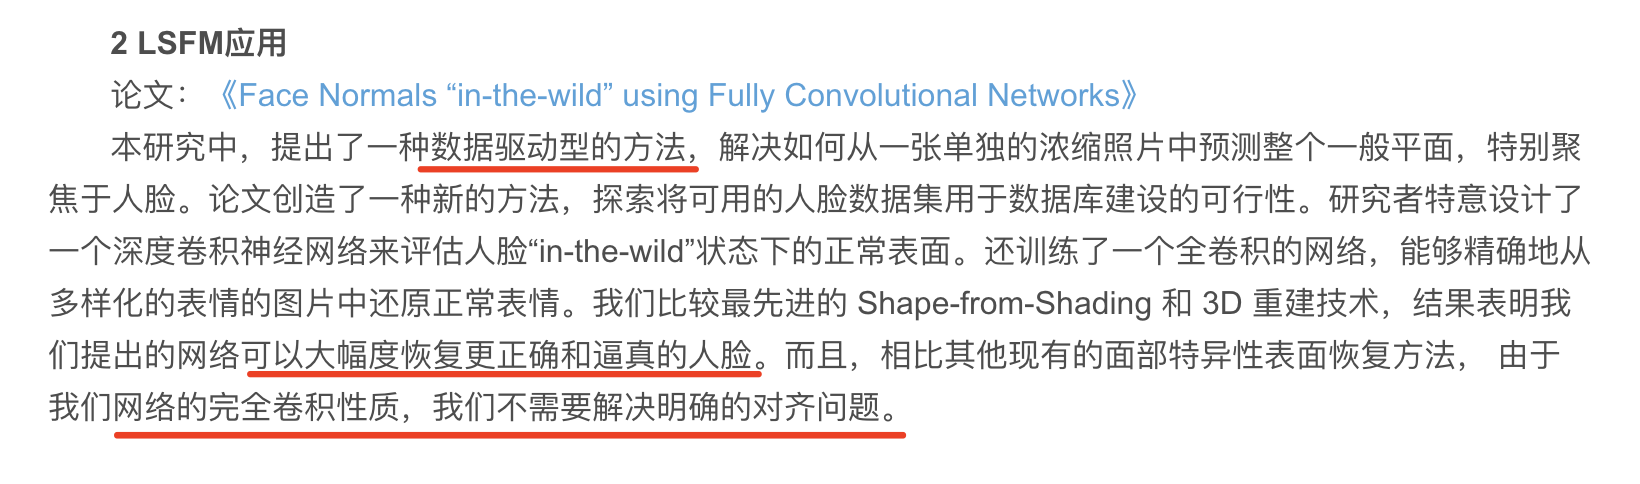 2 LSFM应用
论文：《Face Normals “in-the-wild” using Fully Convolutional Networks》
本研究中，提出了一种数据驱动型的方法，解决如何从一张单独的浓缩照片中预测整个一般平面，特别聚
焦于人脸。论文创造了一种新的方法，探索将可用的人脸数据集用于数据库建设的可行性。研究者特意设计了
一个深度卷积神经网络来评估人脸“in-the-wild”状态下的正常表面。还训练了一个全卷积的网络，能够精确地从
多样化的表情的图片中还原正常表情。我们比较最先进的 Shape-from-Shading 和 3D 重建技术，结果表明我
们提出的网络可以大幅度恢复更正确和逼真的人脸。而且，相比其他现有的面部特异性表面恢复方法， 由于
我们网络的完全卷积性质，我们不需要解决明确的对齐问题。